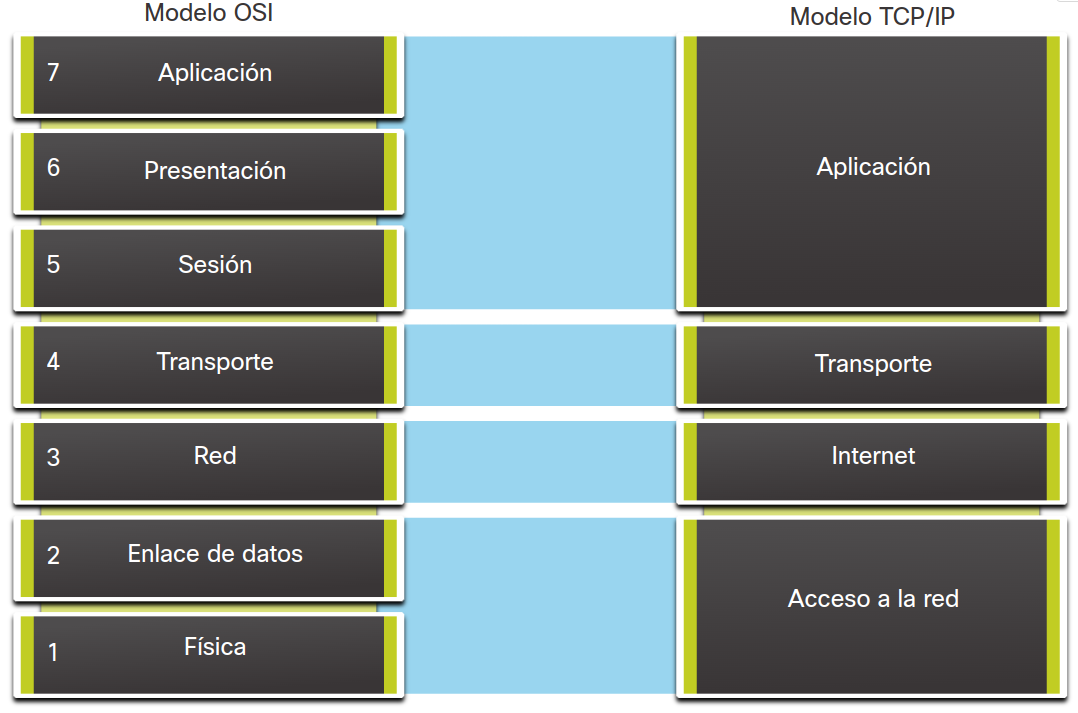 Modelo OSI
7 Aplicación
6 Presentación
5 Sesión
4 Transporte
3 Red
2 Enlace de datos
1 Física
Modelo TCP/IP
Aplicación
Transporte
Internet
Acceso a la red